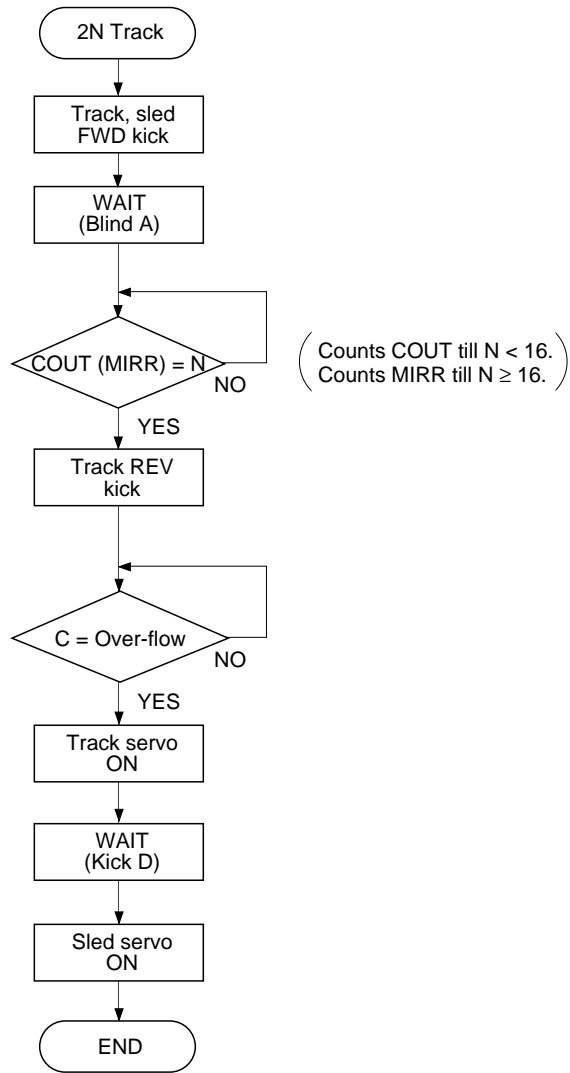 2N Track
Track, sled
FWD kick
WAIT
(Blind A)
COUT (MIRR) = N
NO
Counts COUT till N < 16.
Counts MIRR till N ≥ 16.
YES
Track REV
kick
C = Over-flow
NO
YES
Track servo
ON
WAIT
(Kick D)
Sled servo
ON
END